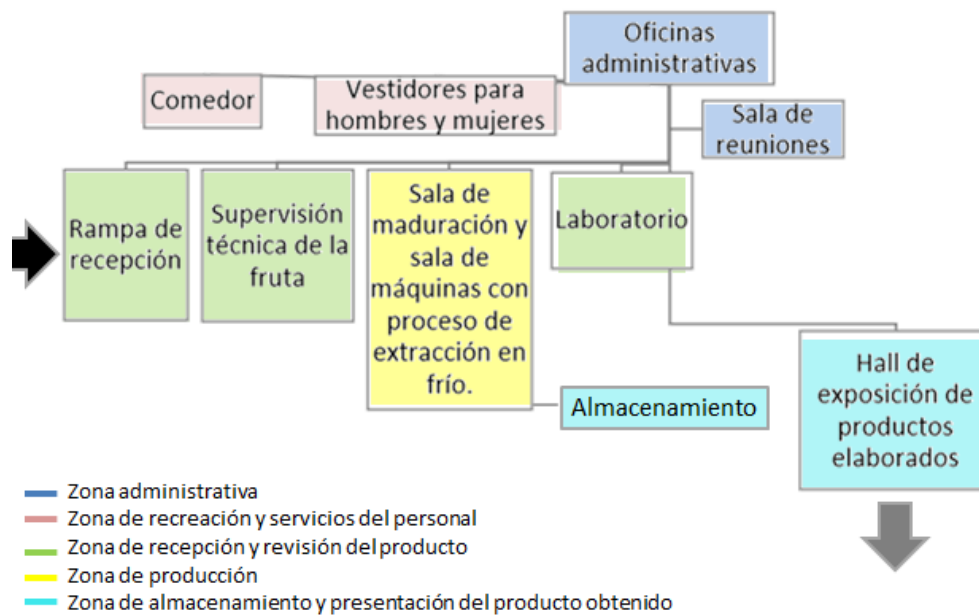 Oficinas
administrativas
Comedor
Vestidores para
hombres y mujeres
Sala de
reuniones
Rampa de
recepción
Supervisión
técnica de la
fruta
Sala de
maduración y
sala de
máquinas con
proceso de
extracción en
frío.
Laboratorio
Almacenamiento
Hall de
exposición de
productos
elaborados
Zona administrativa
Zona de recreación y servicios del personal
Zona de recepción y revisión del producto
Zona de producción
Zona de almacenamiento y presentación del producto obtenido